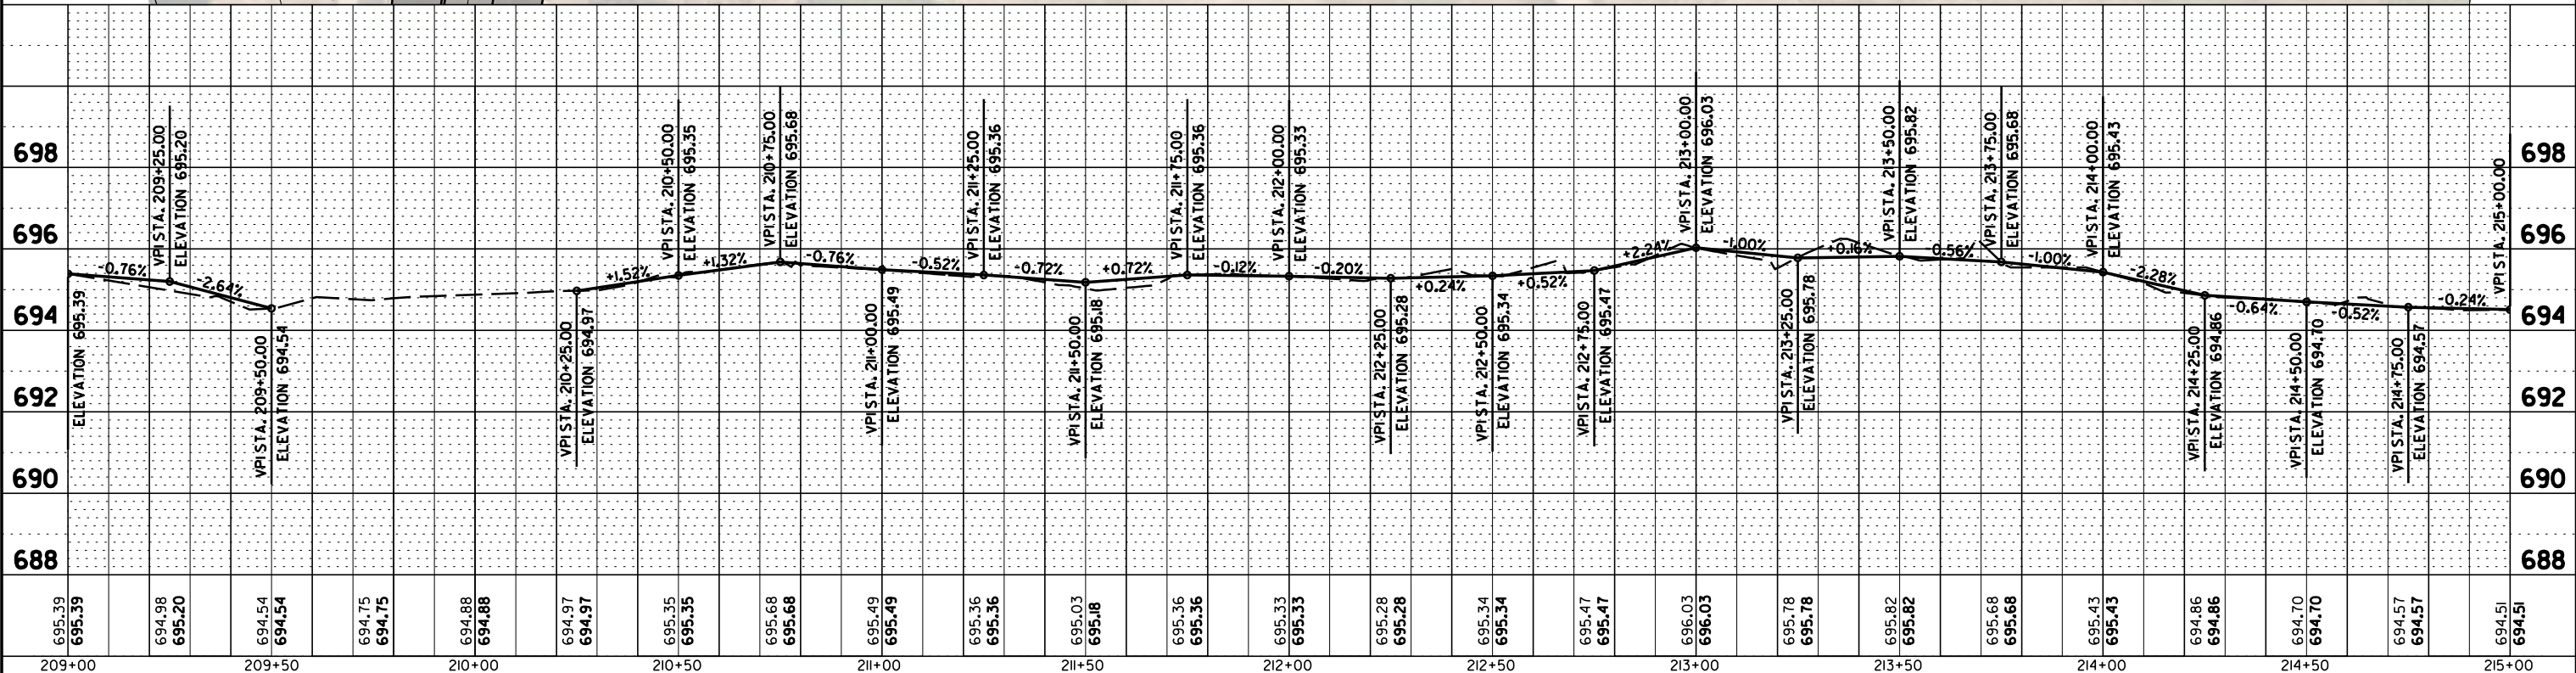 698
696
694
692
690
688
698
696
694
692
690
688
ELEVATION 695.39
VPI STA. 209+25.00
ELEVATION 695.20
VPI STA. 209+50.00
ELEVATION 694.54
VPI STA. 210+25.00
ELEVATION 694.97
VPI STA. 210+50.00
ELEVATION 695.35
VPI STA. 210+75.00
ELEVATION 695.68
VPI STA. 211+00.00
ELEVATION 695.49
VPI STA. 211+25.00
ELEVATION 695.36
VPI STA. 211+50.00
ELEVATION 695.18
VPI STA. 211+75.00
ELEVATION 695.36
VPI STA. 212+00.00
ELEVATION 695.33
VPI STA. 212+25.00
ELEVATION 695.28
VPI STA. 212+50.00
ELEVATION 695.34
VPI STA. 212+75.00
ELEVATION 695.47
VPI STA. 213+00.00
ELEVATION 696.03
VPI STA. 213+25.00
ELEVATION 695.78
VPI STA. 213+50.00
ELEVATION 695.82
VPI STA. 213+75.00
ELEVATION 695.68
VPI STA. 214+00.00
ELEVATION 695.43
VPI STA. 214+25.00
ELEVATION 694.86
VPI STA. 214+50.00
ELEVATION 694.70
VPI STA. 214+75.00
ELEVATION 694.57
VPI STA. 215+00.00
-0.76%
-2.64%
+1.52%
+1.32%
-0.76%
-0.52%
-0.72%
+0.72%
-0.12%
-0.20%
+0.24%
+0.52%
+2.24%
-1.00%
+0.16%
-0.56%
-1.00%
-2.28%
-0.64%
-0.52%
-0.24%
695.39
695.39
694.98
695.20
694.54
694.54
694.75
694.75
694.88
694.88
694.97
694.97
695.35
695.35
695.68
695.68
695.49
695.49
695.36
695.36
695.03
695.18
695.36
695.36
695.33
695.33
695.28
695.28
695.34
695.34
695.47
695.47
696.03
696.03
695.78
695.78
695.82
695.82
695.68
695.68
695.43
695.43
694.86
694.86
694.70
694.70
694.57
694.57
694.51
694.51
209+00
209+50
210+00
210+50
211+00
211+50
212+00
212+50
213+00
213+50
214+00
214+50
215+00